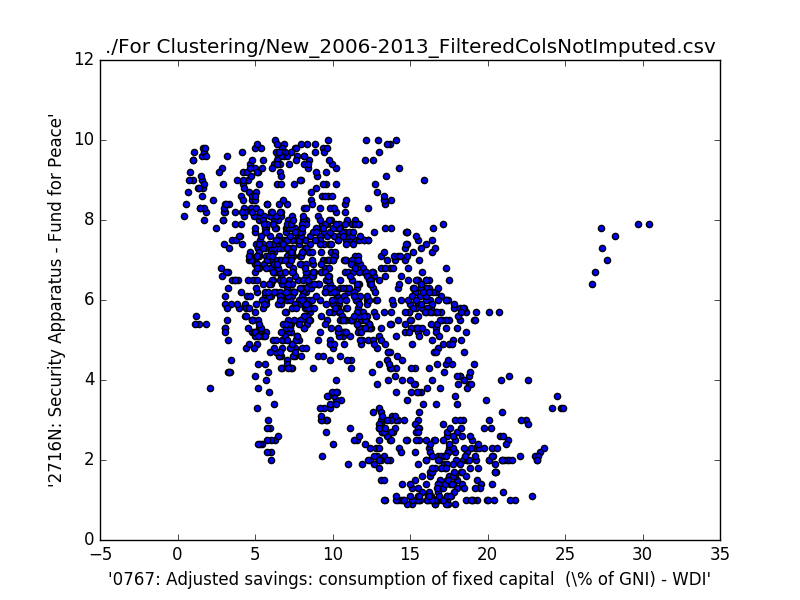 ./For Clustering/New_2006-2013_FilteredColsNotImputed.csv
12
10
8
6
4
2
0
'2716N: Security Apparatus - Fund for Peace'
−5 0 5 10 15 20 25 30 35
'0767: Adjusted savings: consumption of fixed capital (\% of GNI) - WDI'